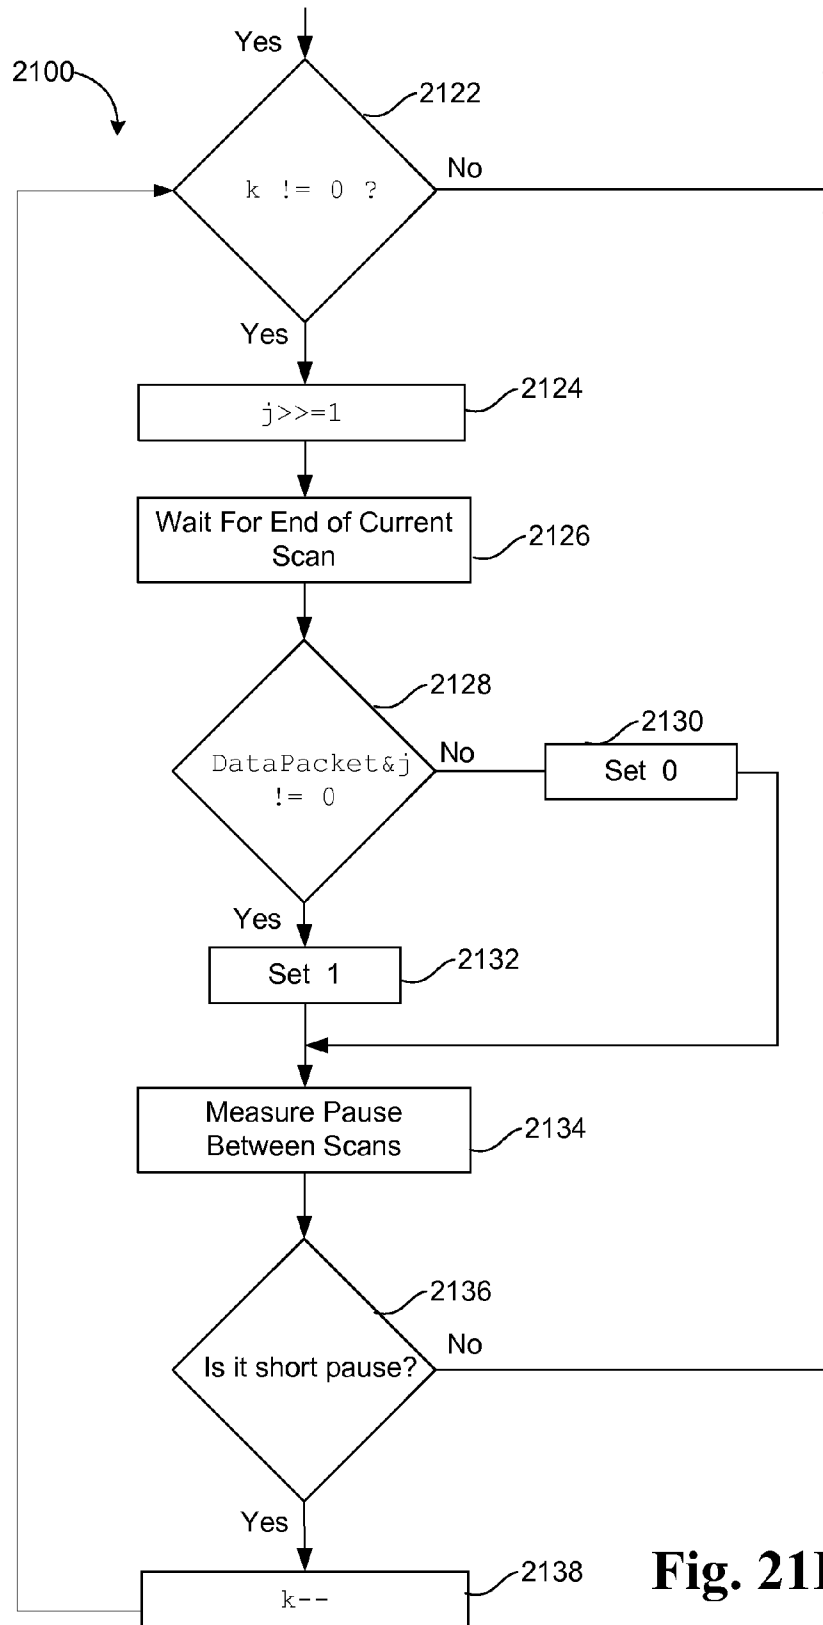 Yes
2100
2122
k != 0 ?
No
Yes
j>>=1
2124
Wait For End of Current
Scan
2126
2128
DataPacket&j
!= 0
No
2130
Set 0
Yes
Set 1
2132
Measure Pause
Between Scans
2134
2136
Is it short pause?
No
Yes
k--
2138
Fig. 21